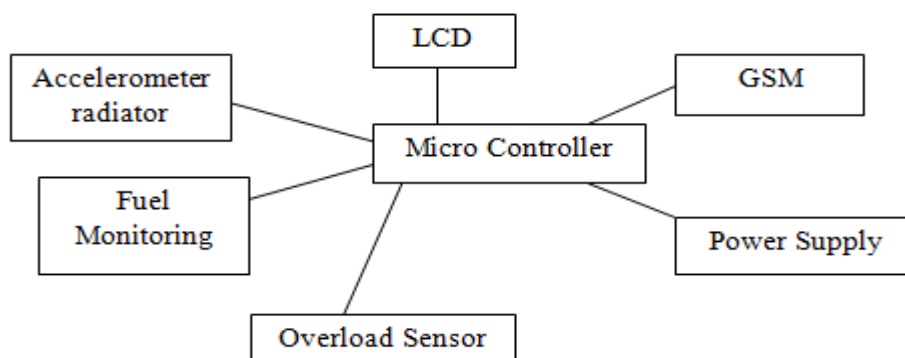 LCD
Accelerometer
radiator
GSM
Micro Controller
Fuel
Monitoring
Power Supply
Overload Sensor